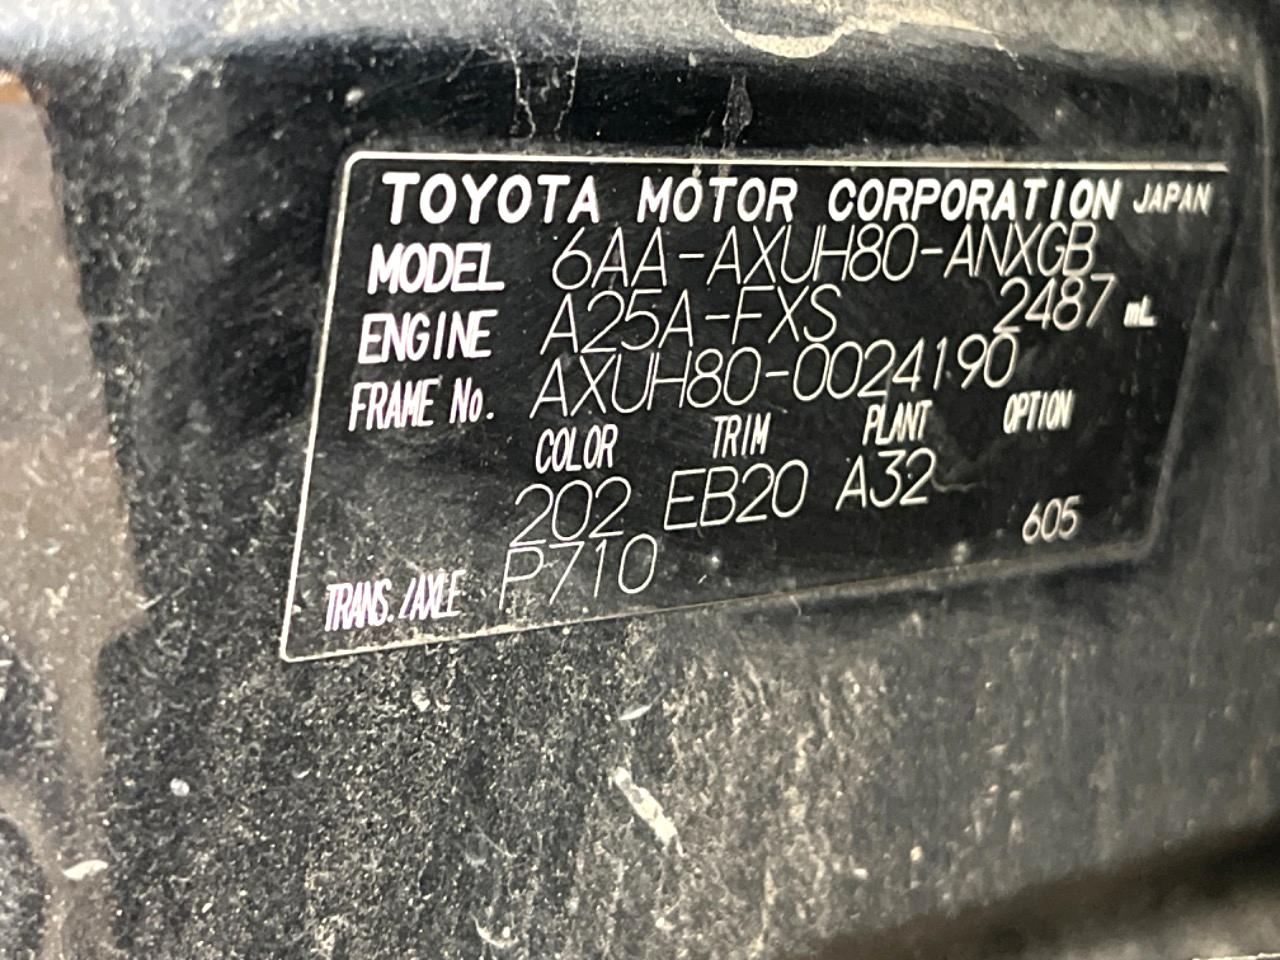 TOYOTA MOTOR CORPORATION JAPAN
MODEL 6AA-AXUH80-ANXGB
ENGINE A25A-FXS 2487 mL
FRAME No. AXUH80-0024190
COLOR TRIM PLANT OPTION
202 EB20 A32
TRANS./AXLE P710 605